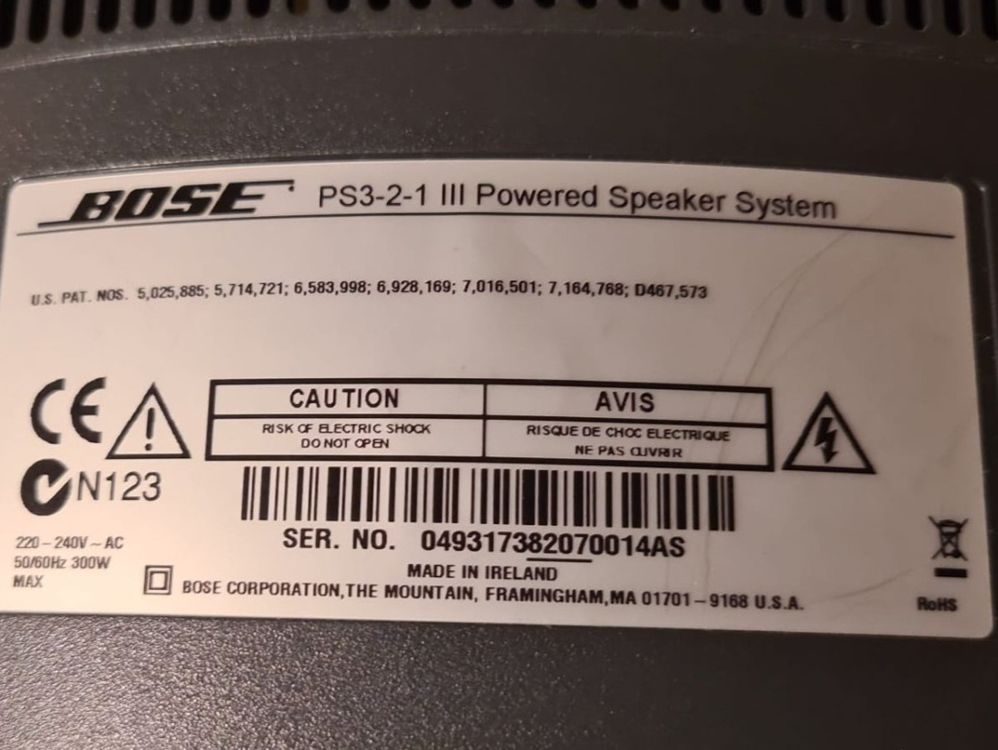 BOSE PS3-2-1 III Powered Speaker System
U.S. PAT. NOS. 5,025,885; 5,714,721; 6,583,998; 6,928,169; 7,016,501; 7,164,768; D467,573
CE
CAUTION
RISK OF ELECTRIC SHOCK
DO NOT OPEN
AVIS
RISQUE DE CHOC ELECTRIQUE
NE PAS OUVRIR
N123
SER. NO. 049317382070014AS
220-240V~AC
50/60Hz 300W
MAX
MADE IN IRELAND
BOSE CORPORATION, THE MOUNTAIN, FRAMINGHAM, MA 01701-9168 U.S.A.
RoHS